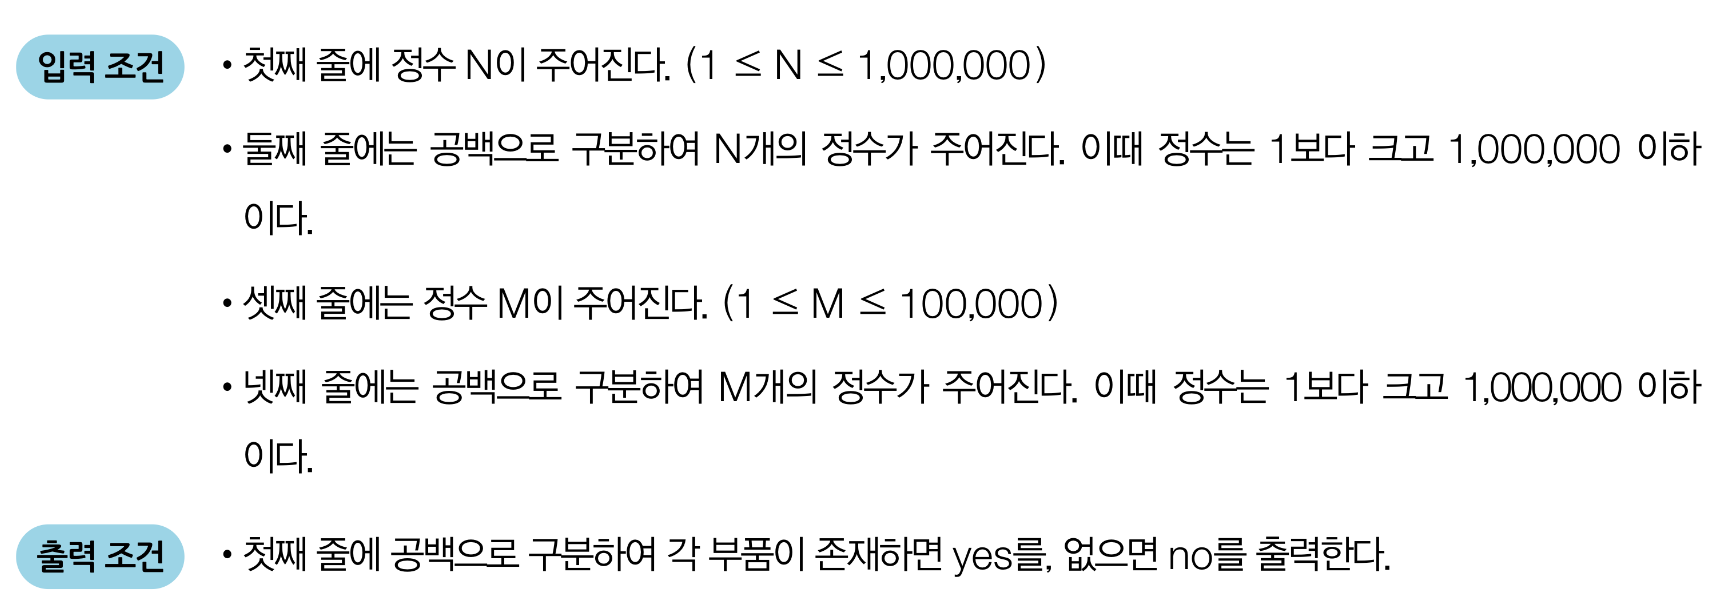 입력 조건 • 첫째 줄에 정수 N이 주어진다. (1 ≤ N ≤ 1,000,000)
• 둘째 줄에는 공백으로 구분하여 N개의 정수가 주어진다. 이때 정수는 1보다 크고 1,000,000 이하
이다.
• 셋째 줄에는 정수 M이 주어진다. (1 ≤ M ≤ 100,000)
• 넷째 줄에는 공백으로 구분하여 M개의 정수가 주어진다. 이때 정수는 1보다 크고 1,000,000 이하
이다.
출력 조건 • 첫째 줄에 공백으로 구분하여 각 부품이 존재하면 yes를, 없으면 no를 출력한다.